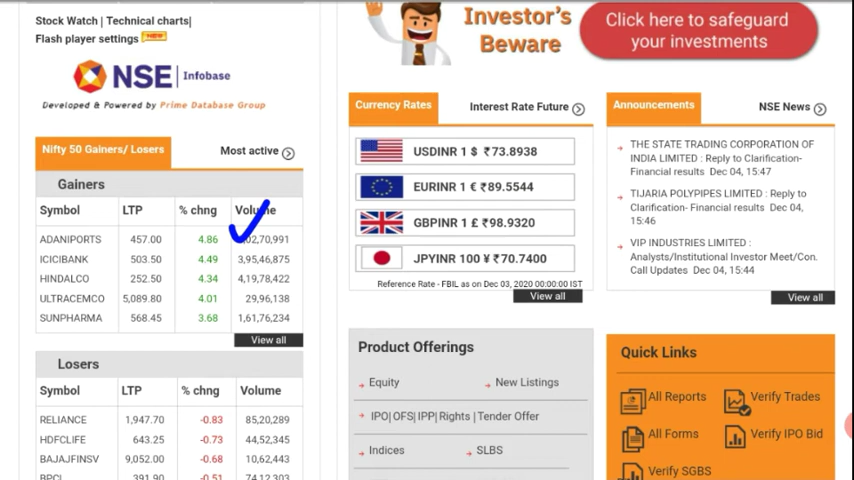 Stock Watch | Technical charts|
Flash player settings
NSE Infobase
Developed & Powered by Prime Database Group
Nifty 50 Gainers/ Losers
Most active
Gainers
Symbol LTP % chng Volume
ADANIPORTS 457.00 4.86
ICICIBANK 503.50 4.49 3,95,46,875
HINDALCO 252.50 4.34 4,19,78,422
ULTRACEMCO 5,089.80 4.01 29,96,138
SUNPHARMA 568.45 3.68 1,61,76,234
View all
Losers
Symbol LTP % chng Volume
RELIANCE 1,947.70 -0.83 85,20,289
HDFCLIFE 643.25 -0.73 44,52,345
BAJAJFINSV 9,052.00 -0.68 10,62,443
BPCL 391.90 -0.51 74,12,303
Investor's
Beware
Click here to safeguard
your investments
Currency Rates
Interest Rate Future
USDINR 1 $ ₹73.8938
EURINR 1 € ₹89.5544
GBPINR 1 £ ₹98.9320
JPYINR 100 ¥ ₹70.7400
Reference Rate - FBIL as on Dec 03, 2020 00:00:00 IST
View all
Announcements
NSE News
THE STATE TRADING CORPORATION OF
INDIA LIMITED : Reply to Clarification-
Financial results Dec 04, 15:47
TIJARIA POLYPIPES LIMITED : Reply to
Clarification- Financial results Dec 04,
15:46
VIP INDUSTRIES LIMITED :
Analysts/Institutional Investor Meet/Con.
Call Updates Dec 04, 15:44
View all
Product Offerings
Equity
New Listings
IPO| OFS| IPP| Rights | Tender Offer
Indices
SLBS
Quick Links
All Reports
Verify Trades
All Forms
Verify IPO Bid
Verify SGBS